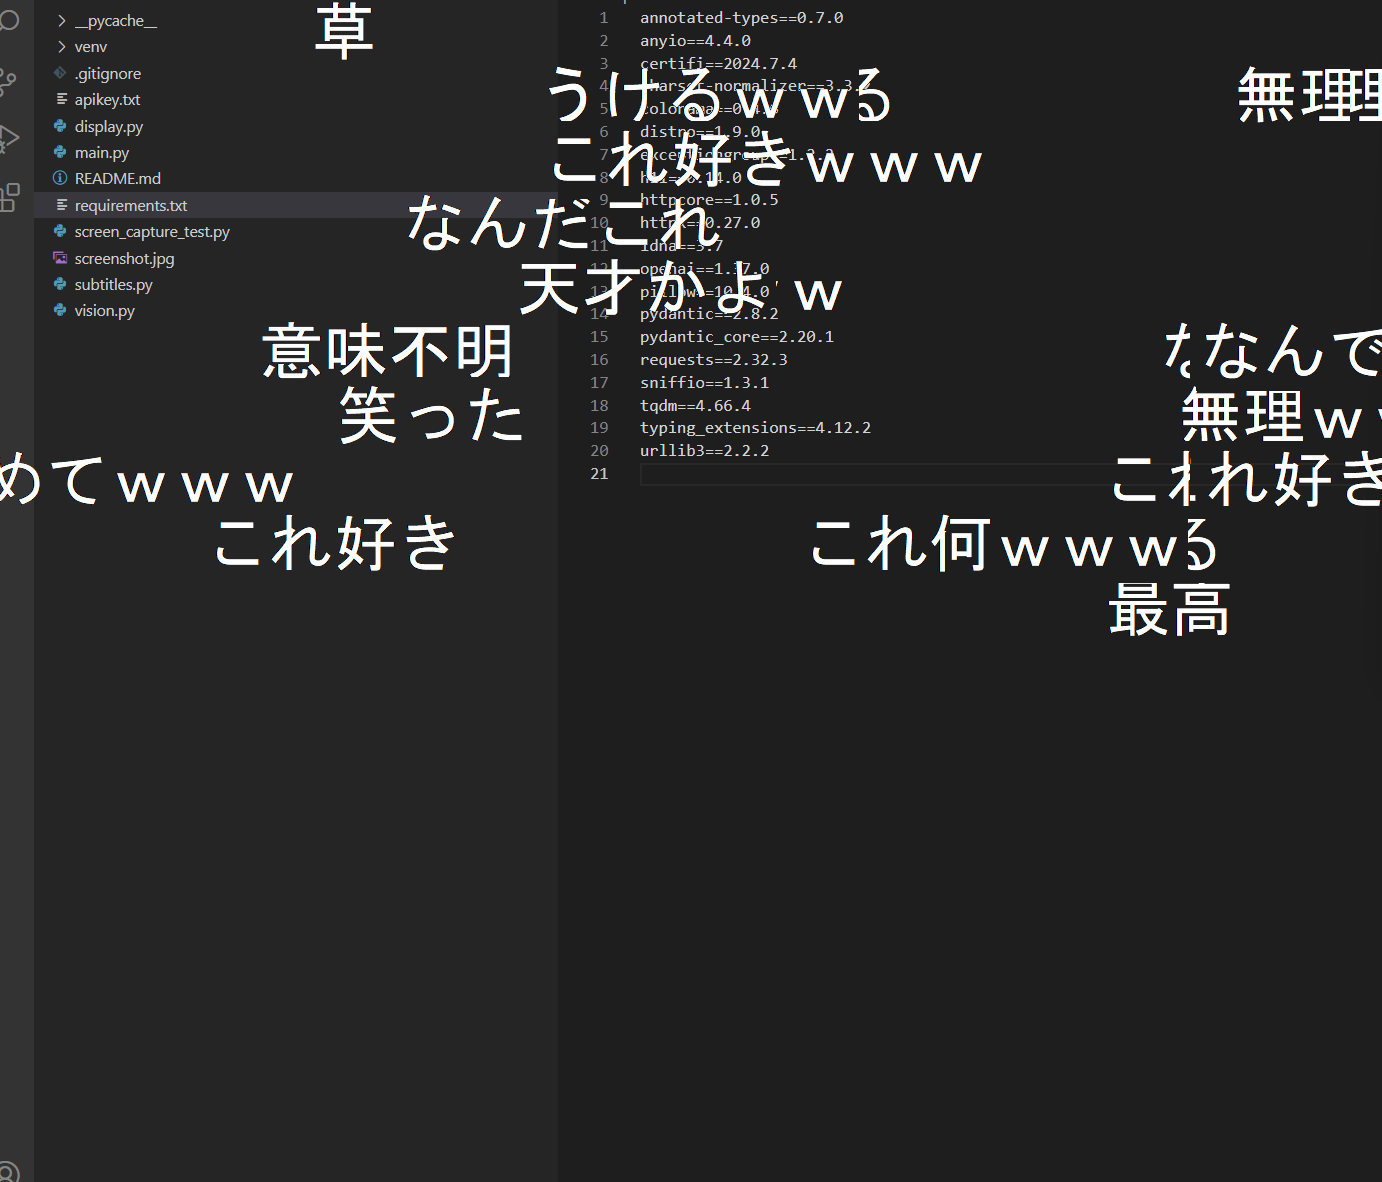 __pycache__
venv
.gitignore
apikey.txt
display.py
main.py
README.md
requirements.txt
screen_capture_test.py
screenshot.jpg
subtitles.py
vision.py
1 annotated-types==0.7.0
2 anyio==4.4.0
3 certifi==2024.7.4
4 charset-normalizer==3.3.2
5 colorama==0.4.6
6 distro==1.9.0
7 exceptiongroup==1.2.2
8 h11==0.14.0
9 httpcore==1.0.5
10 httpx==0.27.0
11 idna==3.7
12 openai==1.37.0
13 pillow==10.4.0
14 pydantic==2.8.2
15 pydantic_core==2.20.1
16 requests==2.32.3
17 sniffio==1.3.1
18 tqdm==4.66.4
19 typing_extensions==4.12.2
20 urllib3==2.2.2
21
草
うけるｗｗる
無理
これ好きｗｗｗ
なんだこれ
天才かよｗ
意味不明
なんで
笑った
無理ｗ
めてｗｗｗ
これ好き
これ好き
これ何ｗｗｗる
最高